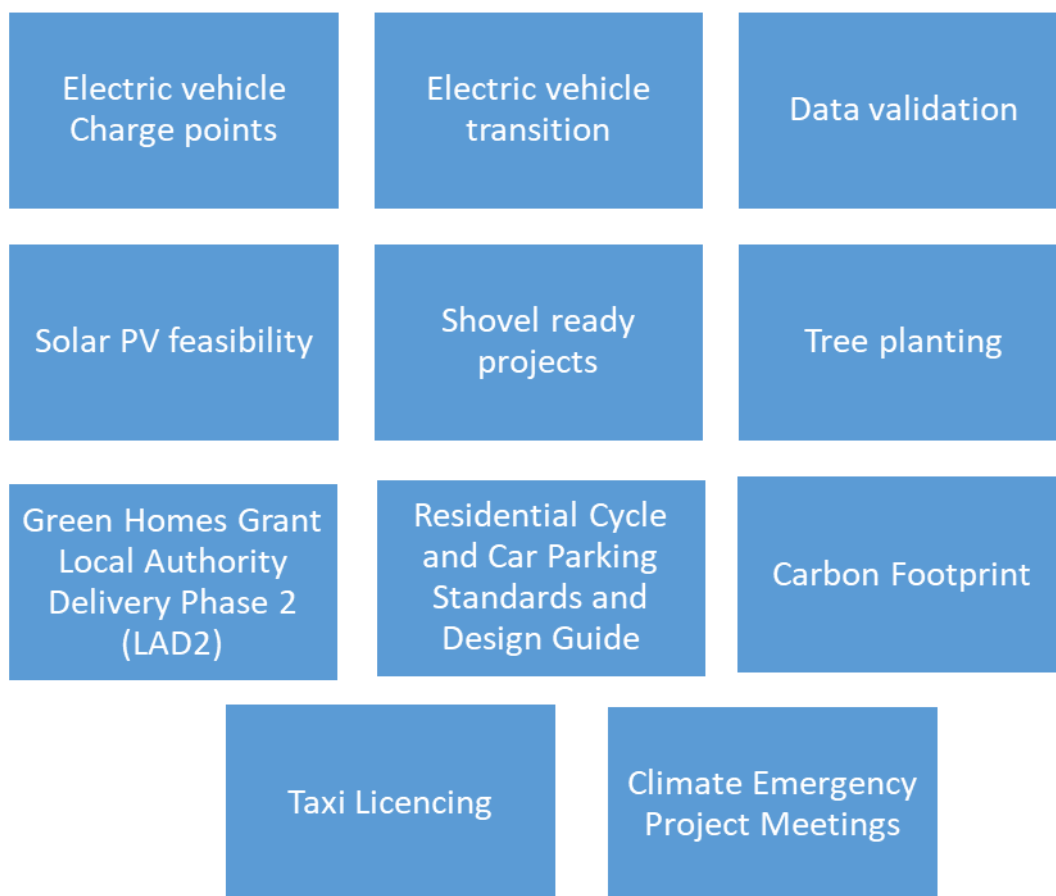 Electric vehicle
Charge points
Electric vehicle
transition
Data validation
Solar PV feasibility
Shovel ready
projects
Tree planting
Green Homes Grant
Local Authority
Delivery Phase 2
(LAD2)
Residential Cycle
and Car Parking
Standards and
Design Guide
Carbon Footprint
Taxi Licencing
Climate Emergency
Project Meetings